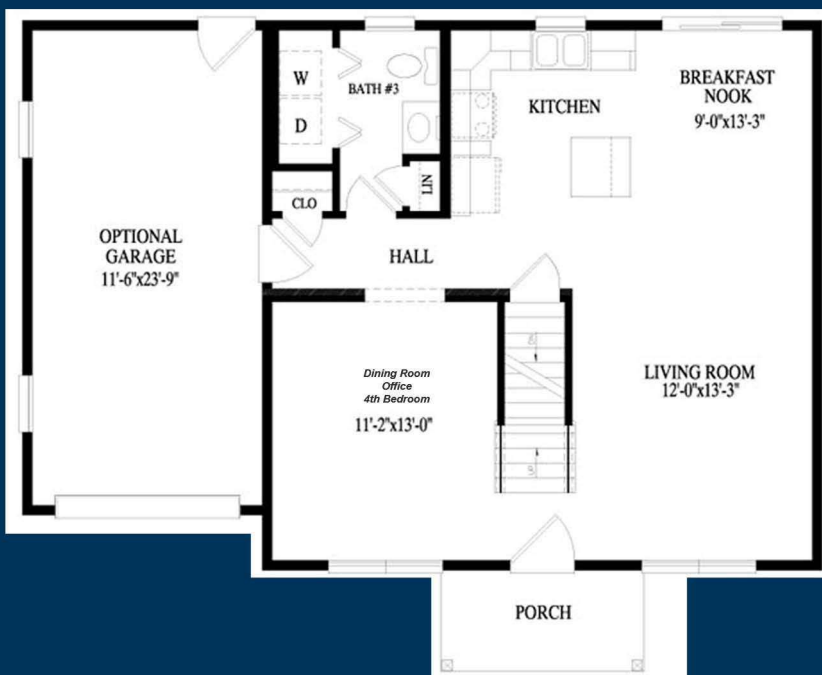 W
D
BATH #3
KITCHEN
BREAKFAST
NOOK
9'-0"x13'-3"
LIN
CLO
OPTIONAL
GARAGE
11'-6"x23'-9"
HALL
Dining Room
Office
4th Bedroom
11'-2"x13'-0"
LIVING ROOM
12'-0"x13'-3"
PORCH